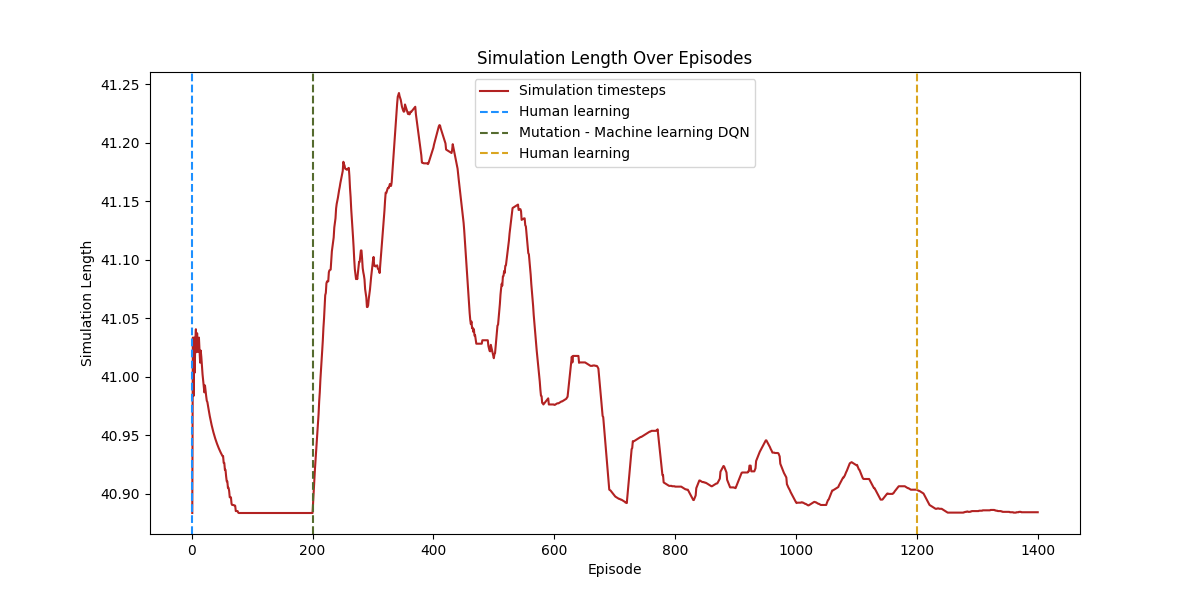 Simulation Length Over Episodes
Simulation timesteps
Human learning
Mutation - Machine learning DQN
Human learning
Simulation Length
41.25
41.20
41.15
41.10
41.05
41.00
40.95
40.90
0 200 400 600 800 1000 1200 1400
Episode